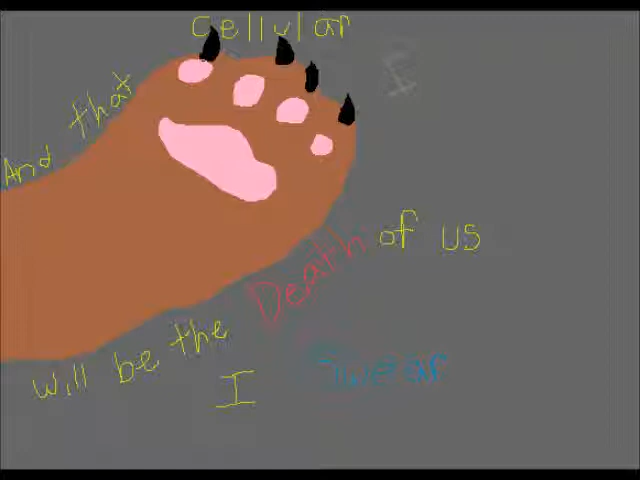 Cellular
I
And that
will be the Death of us
I Swear